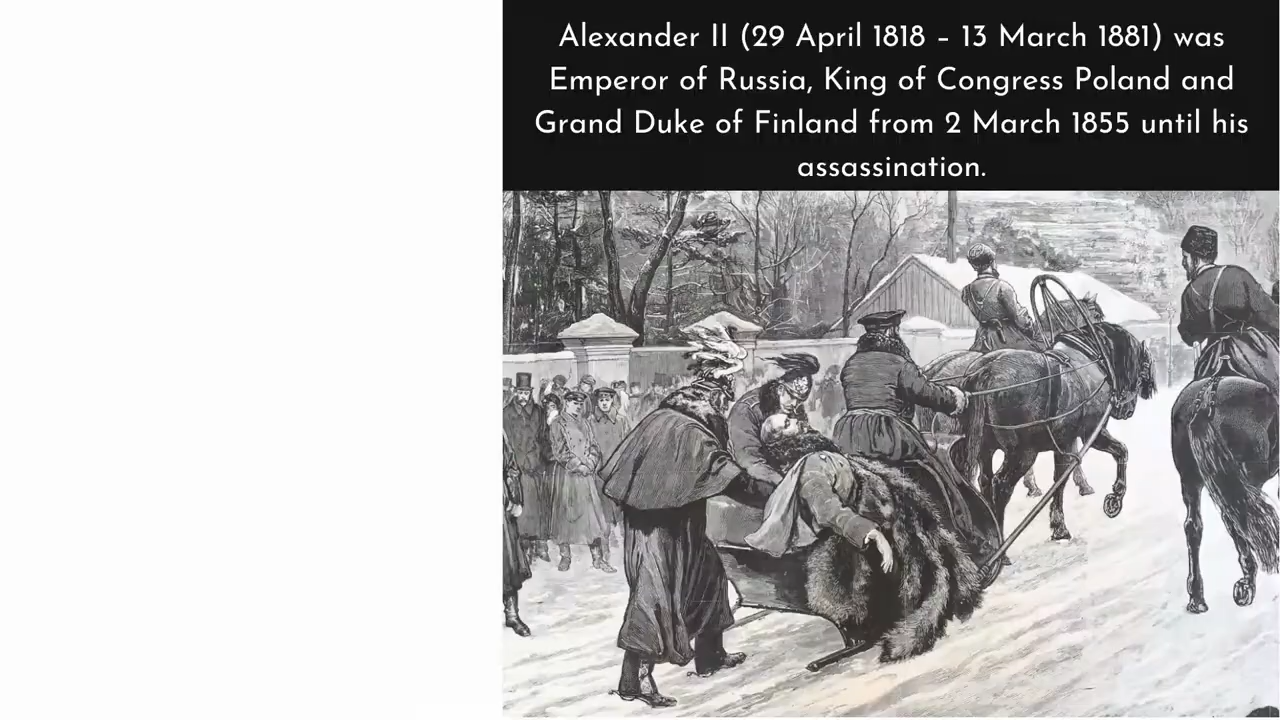 Alexander II (29 April 1818 – 13 March 1881) was
Emperor of Russia, King of Congress Poland and
Grand Duke of Finland from 2 March 1855 until his
assassination.